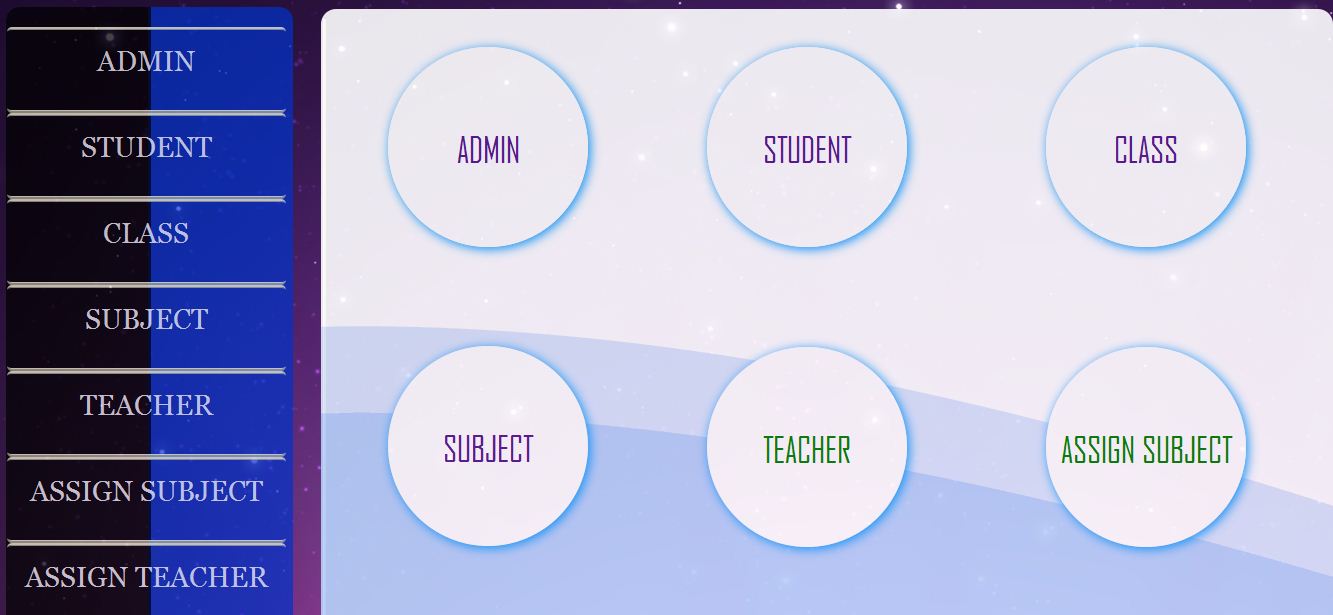 ADMIN
STUDENT
CLASS
SUBJECT
TEACHER
ASSIGN SUBJECT
ASSIGN TEACHER
ADMIN
STUDENT
CLASS
SUBJECT
TEACHER
ASSIGN SUBJECT